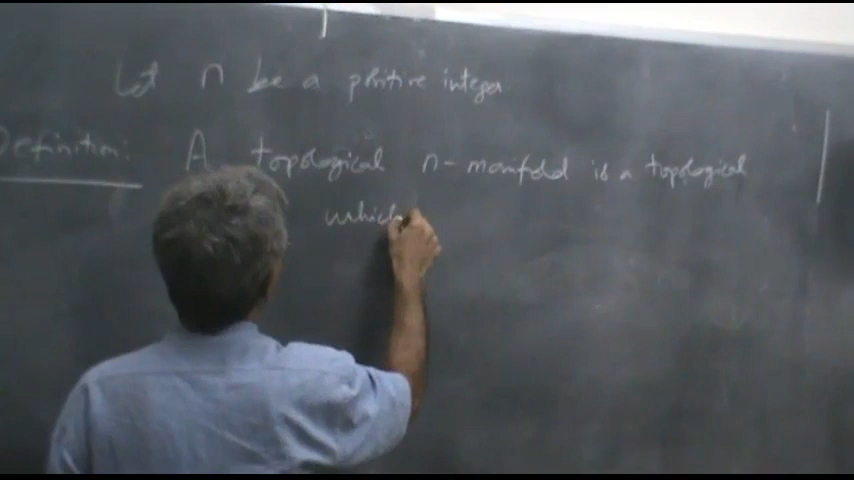 Let n be a positive integer
Definition: A topological n-manifold is a topological
which